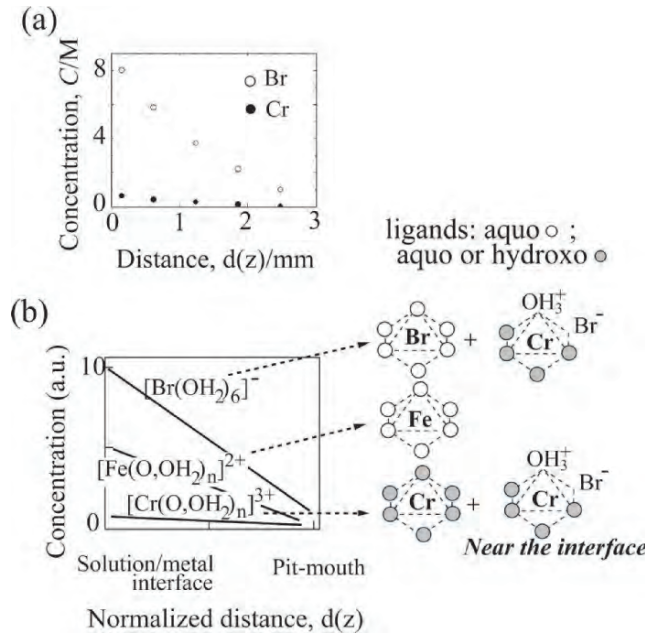 (a)
Concentration, C/M
8
4
0
Br
Cr
0 1 2 3
Distance, d(z)/mm
ligands: aquo ;
aquo or hydroxo
(b)
Concentration (a.u.)
10
0
[Br(OH₂)₆]⁻
[Fe(O,OH₂)ₙ]²⁺
[Cr(O,OH₂)ₙ]³⁺
Solution/metal
interface
Pit-mouth
Normalized distance, d(z)
Br + OH₃⁺ Cr Br⁻
Fe
Cr + OH₃⁺ Cr Br⁻
Near the interface